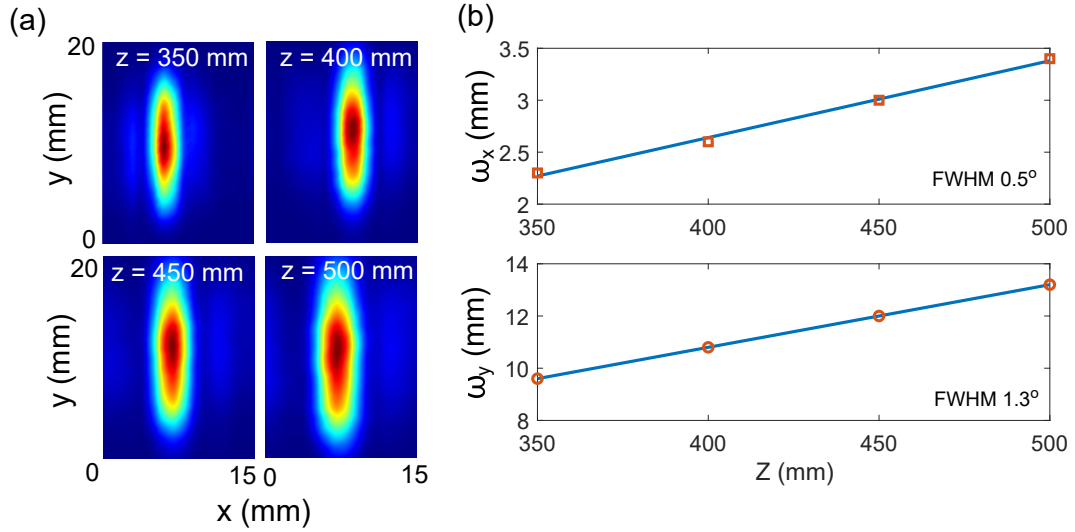 (a)
20
z = 350 mm
z = 400 mm
y (mm)
0
20
z = 450 mm
z = 500 mm
y (mm)
0
15
0
15
x (mm)
(b)
3.5
3
2.5
2
ω_x (mm)
FWHM 0.5°
350
400
450
500
14
12
10
8
ω_y (mm)
FWHM 1.3°
350
400
450
500
Z (mm)